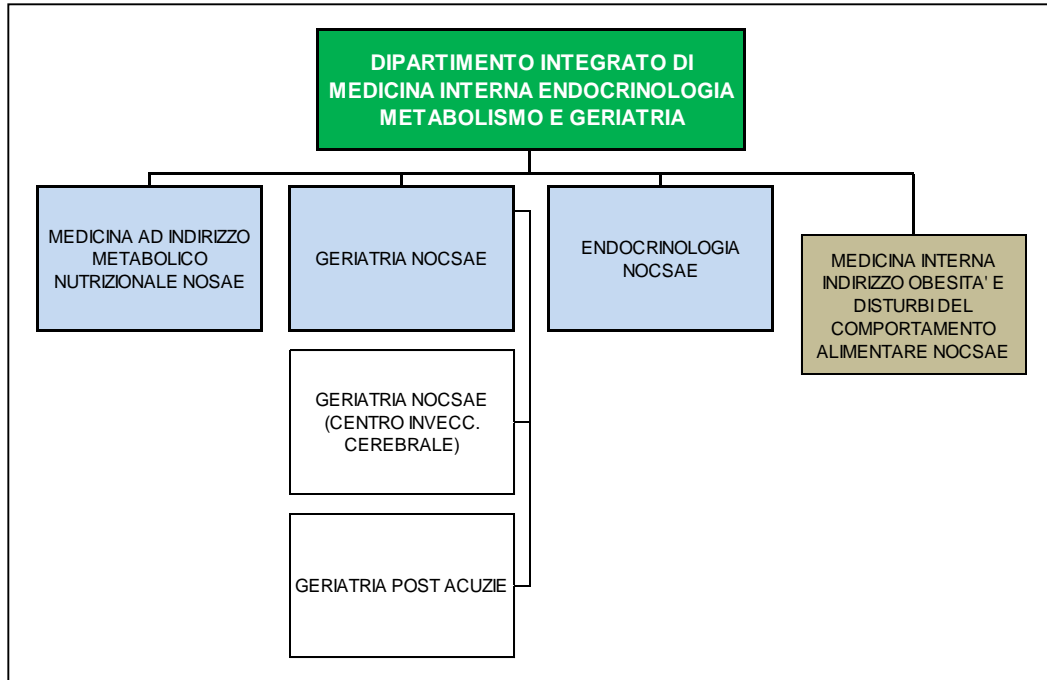 DIPARTIMENTO INTEGRATO DI
MEDICINA INTERNA ENDOCRINOLOGIA
METABOLISMO E GERIATRIA
MEDICINA AD INDIRIZZO
METABOLICO
NUTRIZIONALE NOSAE
GERIATRIA NOCSAE
ENDOCRINOLOGIA
NOCSAE
MEDICINA INTERNA
INDIRIZZO OBESITA' E
DISTURBI DEL
COMPORTAMENTO
ALIMENTARE NOCSAE
GERIATRIA NOCSAE
(CENTRO INVECC.
CEREBRALE)
GERIATRIA POST ACUZIE